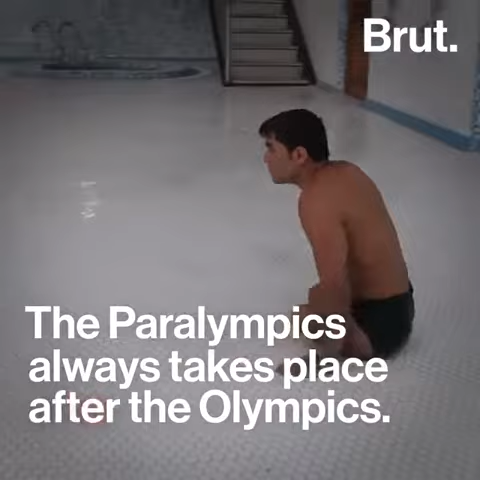 Brut.
The Paralympics
always takes place
after the Olympics.